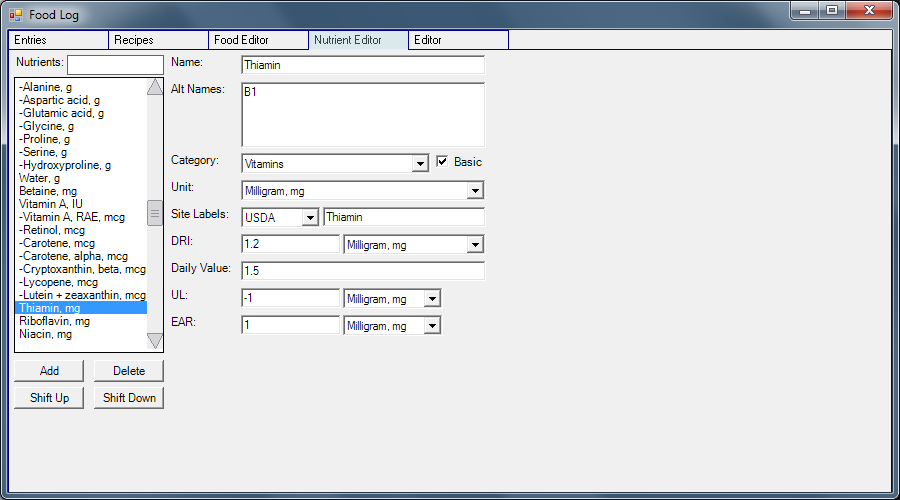 Food Log
Entries Recipes Food Editor Nutrient Editor Editor
Nutrients:
-Alanine, g
-Aspartic acid, g
-Glutamic acid, g
-Glycine, g
-Proline, g
-Serine, g
-Hydroxyproline, g
Water, g
Betaine, mg
Vitamin A, IU
-Vitamin A, RAE, mcg
-Retinol, mcg
-Carotene, mcg
-Carotene, alpha, mcg
-Cryptoxanthin, beta, mcg
-Lycopene, mcg
-Lutein + zeaxanthin, mcg
Thiamin, mg
Riboflavin, mg
Niacin, mg
Add Delete
Shift Up Shift Down
Name: Thiamin
Alt Names: B1
Category: Vitamins Basic
Unit: Milligram, mg
Site Labels: USDA Thiamin
DRI: 1.2 Milligram, mg
Daily Value: 1.5
UL: -1 Milligram, mg
EAR: 1 Milligram, mg